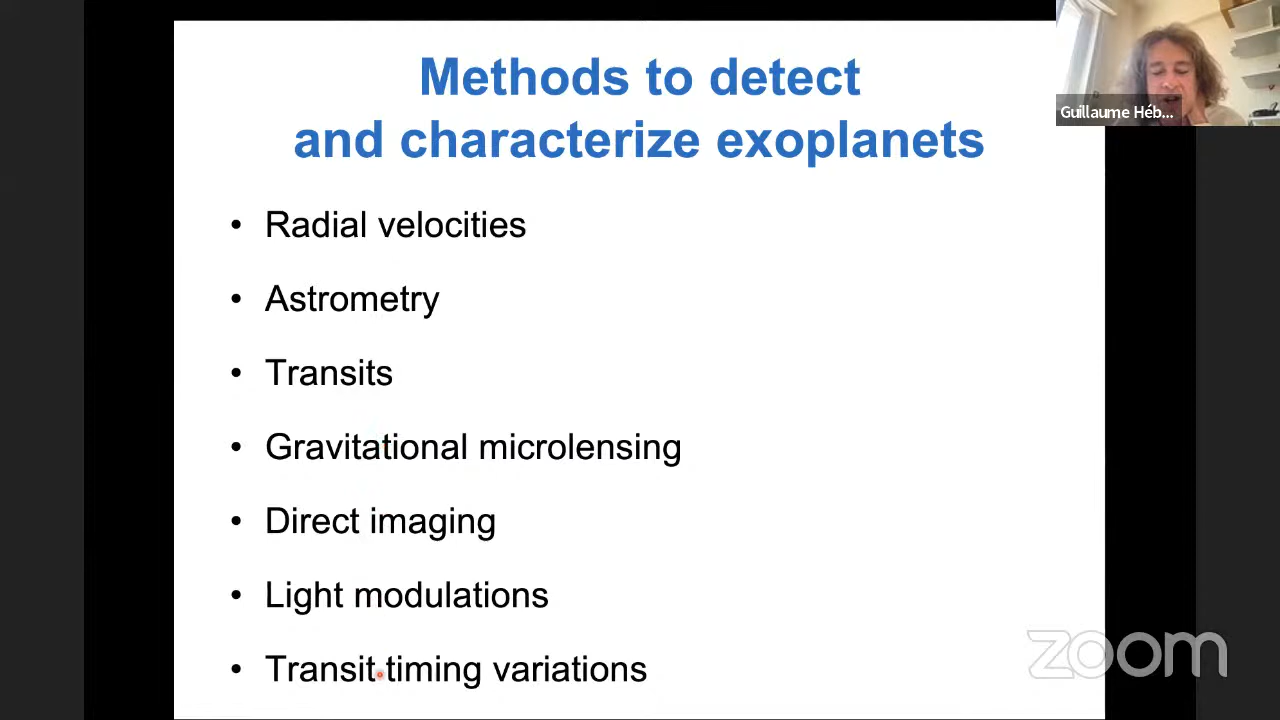 Methods to detect
and characterize exoplanets
Guillaume Héb...
• Radial velocities
• Astrometry
• Transits
• Gravitational microlensing
• Direct imaging
• Light modulations
• Transit timing variations
zoom